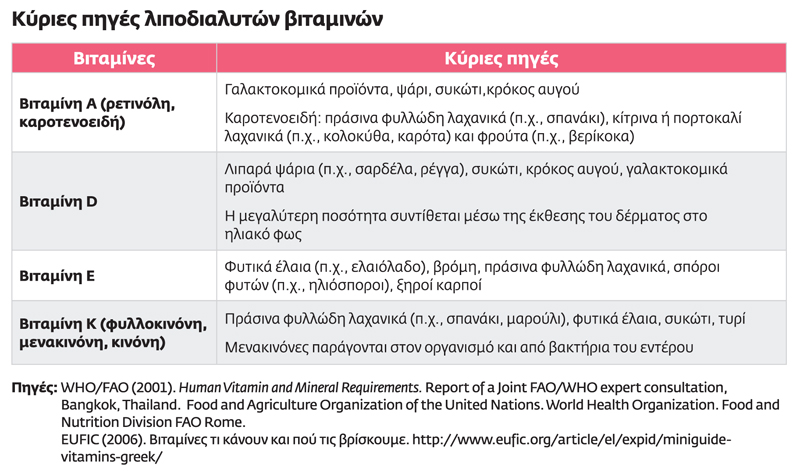 Κύριες πηγές λιποδιαλυτών βιταμινών
Βιταμίνες
Κύριες πηγές
Βιταμίνη Α (ρετινόλη,
καροτενοειδή)
Γαλακτοκομικά προϊόντα, ψάρι, συκώτι,κρόκος αυγού
Καροτενοειδή: πράσινα φυλλώδη λαχανικά (π.χ., σπανάκι), κίτρινα ή πορτοκαλί
λαχανικά (π.χ., κολοκύθα, καρότα) και φρούτα (π.χ., βερίκοκα)
Βιταμίνη D
Λιπαρά ψάρια (π.χ., σαρδέλα, ρέγγα), συκώτι, κρόκος αυγού, γαλακτοκομικά
προϊόντα
Η μεγαλύτερη ποσότητα συντίθεται μέσω της έκθεσης του δέρματος στο
ηλιακό φως
Βιταμίνη Ε
Φυτικά έλαια (π.χ., ελαιόλαδο), βρόμη, πράσινα φυλλώδη λαχανικά, σπόροι
φυτών (π.χ., ηλιόσποροι), ξηροί καρποί
Βιταμίνη Κ (φυλλοκινόνη,
μενακινόνη, κινόνη)
Πράσινα φυλλώδη λαχανικά (π.χ., σπανάκι, μαρούλι), φυτικά έλαια, συκώτι, τυρί
Μενακινόνες παράγονται στον οργανισμό και από βακτήρια του εντέρου
Πηγές: WHO/FAO (2001). Human Vitamin and Mineral Requirements. Report of a Joint FAO/WHO expert consultation,
Bangkok, Thailand. Food and Agriculture Organization of the United Nations. World Health Organization. Food and
Nutrition Division FAO Rome.
EUFIC (2006). Βιταμίνες τι κάνουν και πού τις βρίσκουμε. http://www.eufic.org/article/el/expid/miniguide-
vitamins-greek/